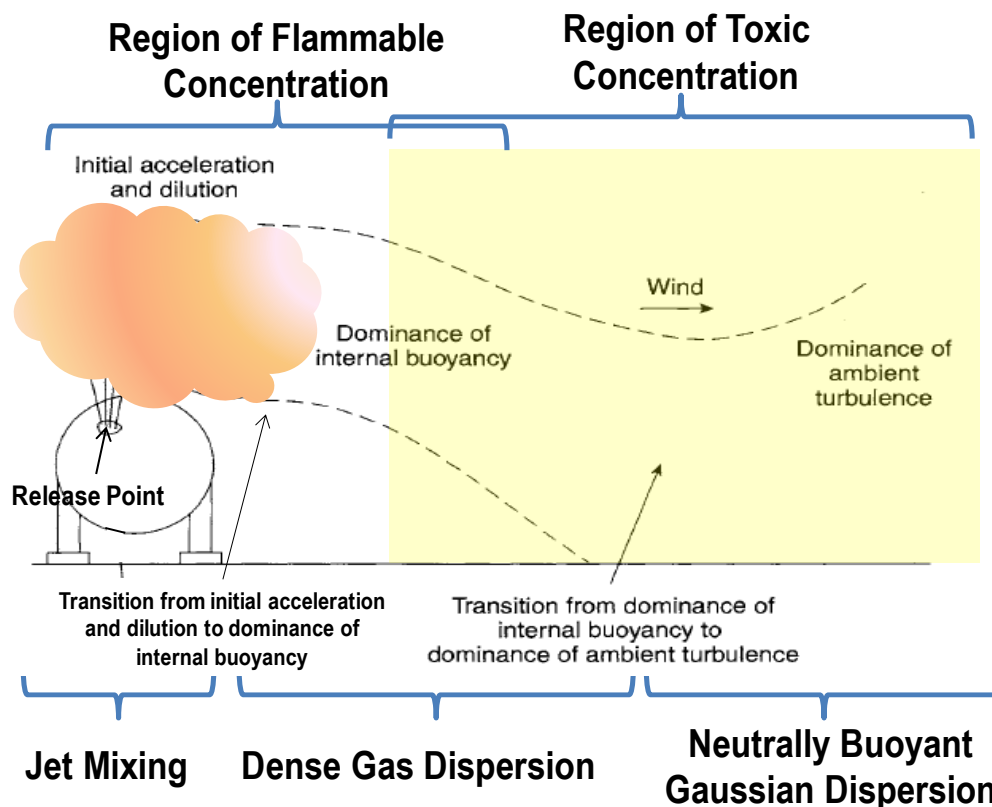 Region of Flammable
Concentration
Region of Toxic
Concentration
Initial acceleration
and dilution
Wind
Dominance of
internal buoyancy
Dominance of
ambient
turbulence
Release Point
Transition from initial acceleration
and dilution to dominance of
internal buoyancy
Transition from dominance of
internal buoyancy to
dominance of ambient turbulence
Jet Mixing
Dense Gas Dispersion
Neutrally Buoyant
Gaussian Dispersion